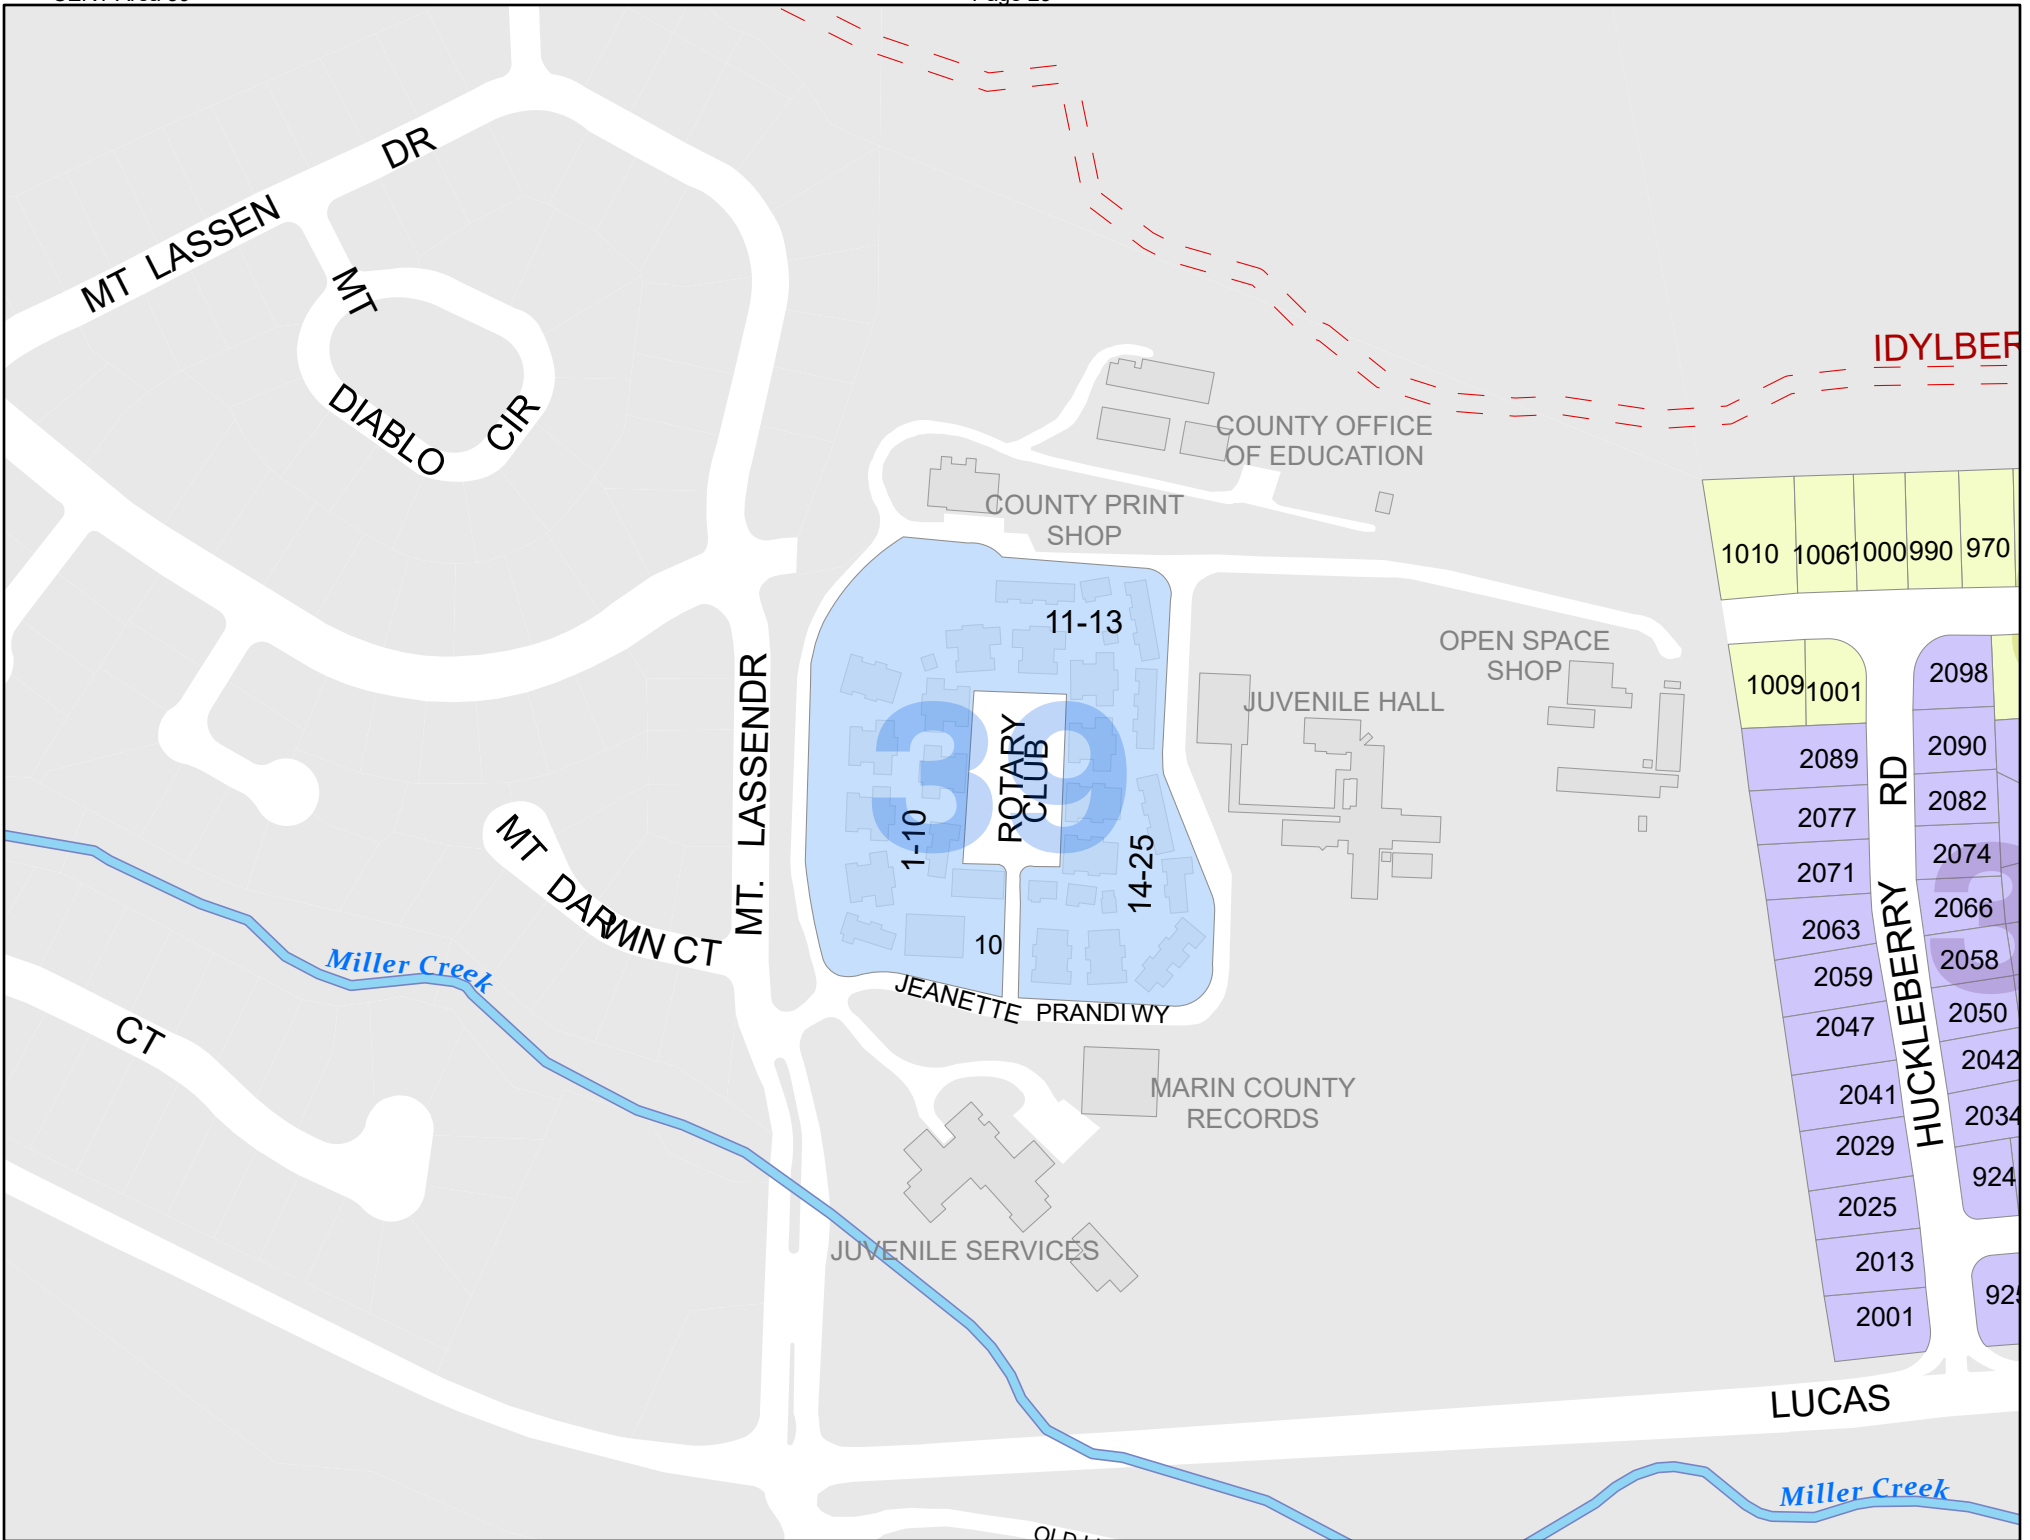 MT LASSEN DR
MT DIABLO CIR
IDYLBER
COUNTY OFFICE
OF EDUCATION
COUNTY PRINT
SHOP
1010
1006
1000
990
970
11-13
OPEN SPACE
SHOP
JUVENILE HALL
1009
1001
2098
MT. LASSENDR
39
ROTARY
CLUB
1-10
14-25
10
2089
2077
2071
2063
2059
2047
2041
2029
2025
2013
2001
HUCKLEBERRY RD
2090
2082
2074
3
2066
2058
2050
2042
2034
924
925
MT DARWIN CT
Miller Creek
JEANETTE PRANDI WY
CT
MARIN COUNTY
RECORDS
JUVENILE SERVICES
LUCAS
Miller Creek